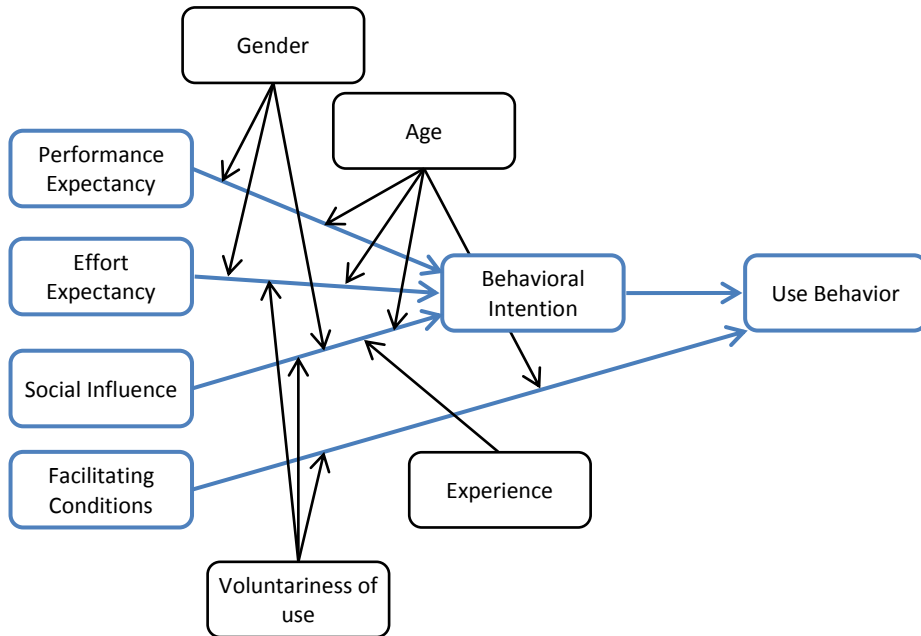 Gender
Age
Performance
Expectancy
Effort
Expectancy
Behavioral
Intention
Use Behavior
Social Influence
Facilitating
Conditions
Experience
Voluntariness of
use